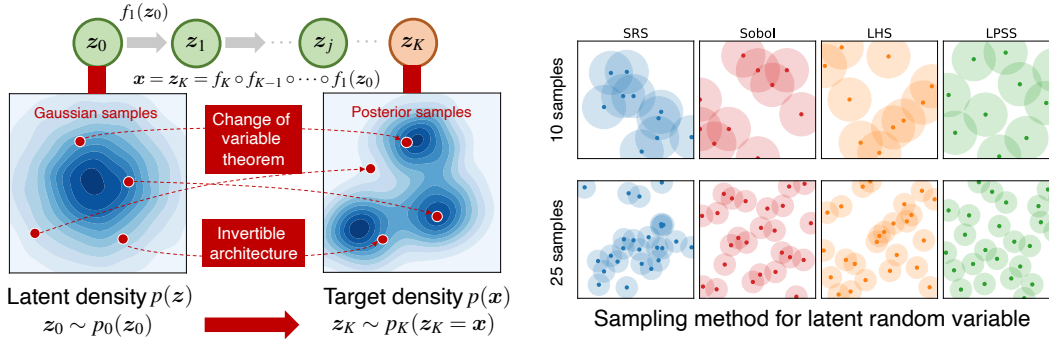 f₁(z₀)
z₀ z₁ ··· zⱼ ··· z_K
x = z_K = f_K ∘ f_{K−1} ∘ ··· ∘ f₁(z₀)
Gaussian samples
Change of
variable
theorem
Posterior samples
Invertible
architecture
Latent density p(z)
z₀ ∼ p₀(z₀)
Target density p(x)
z_K ∼ p_K(z_K = x)
SRS Sobol LHS LPSS
10 samples
25 samples
Sampling method for latent random variable